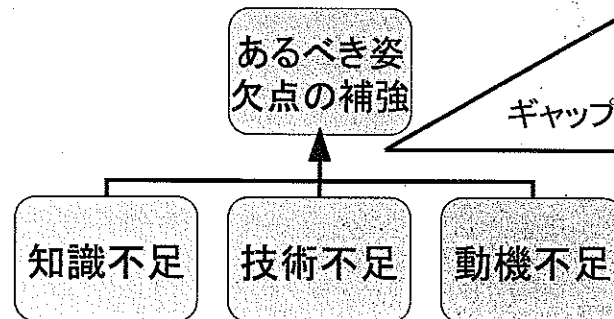 あるべき姿
欠点の補強
ギャップ
知識不足
技術不足
動機不足